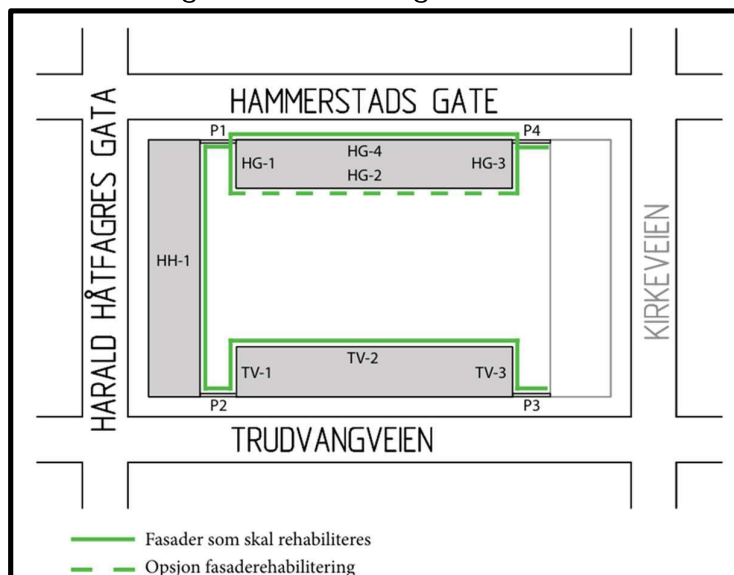 HAMMERSTADS GATE
P1
P4
HG-4
HG-1
HG-3
HG-2
HARALD HÅTFAGRES GATA
HH-1
KIRKEVEIEN
TV-2
TV-1
TV-3
P2
P3
TRUDVANGVEIEN
Fasader som skal rehabiliteres
Opsjon fasaderehabilitering